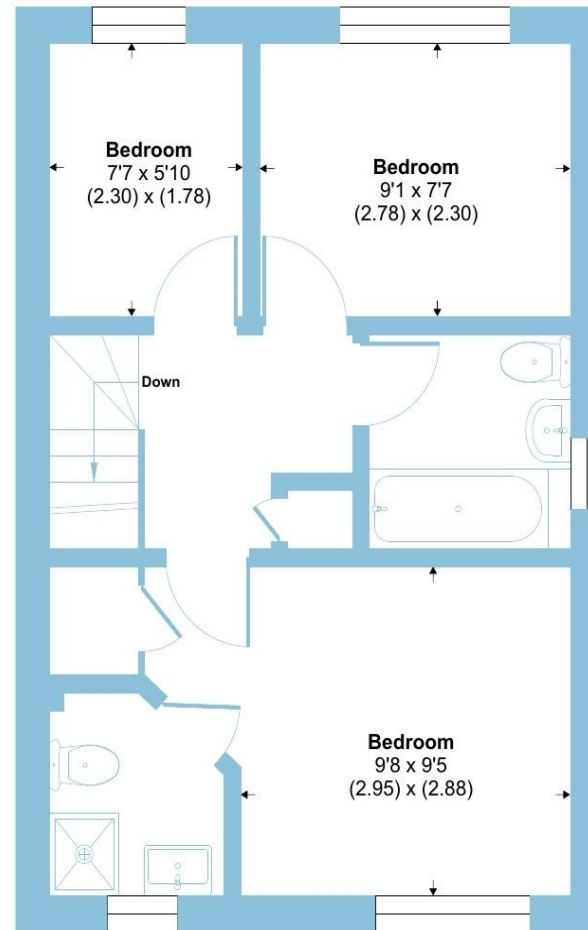 Bedroom
7'7 x 5'10
(2.30) x (1.78)
Bedroom
9'1 x 7'7
(2.78) x (2.30)
Down
Bedroom
9'8 x 9'5
(2.95) x (2.88)